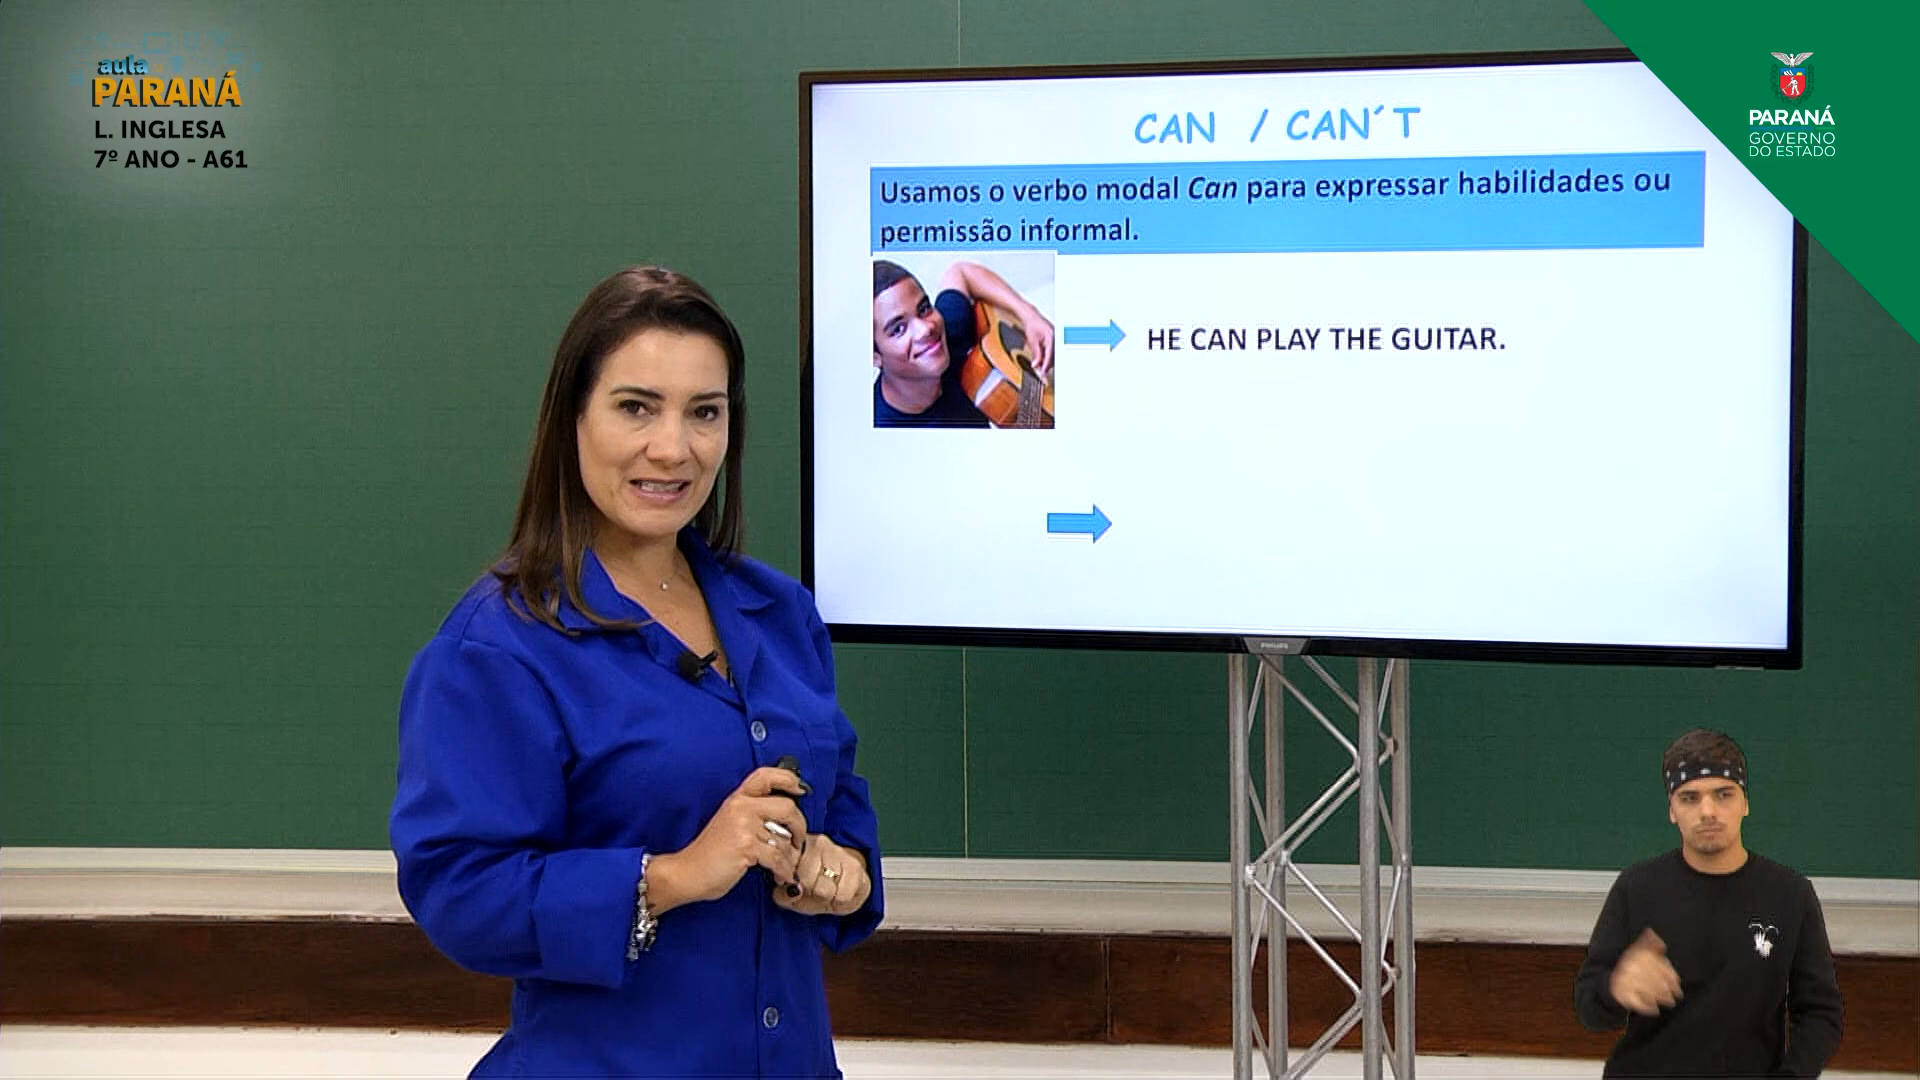 aula
PARANÁ
L. INGLESA
7º ANO - A61
PARANÁ
GOVERNO
DO ESTADO
CAN / CAN´T
Usamos o verbo modal Can para expressar habilidades ou
permissão informal.
HE CAN PLAY THE GUITAR.
PHILIPS